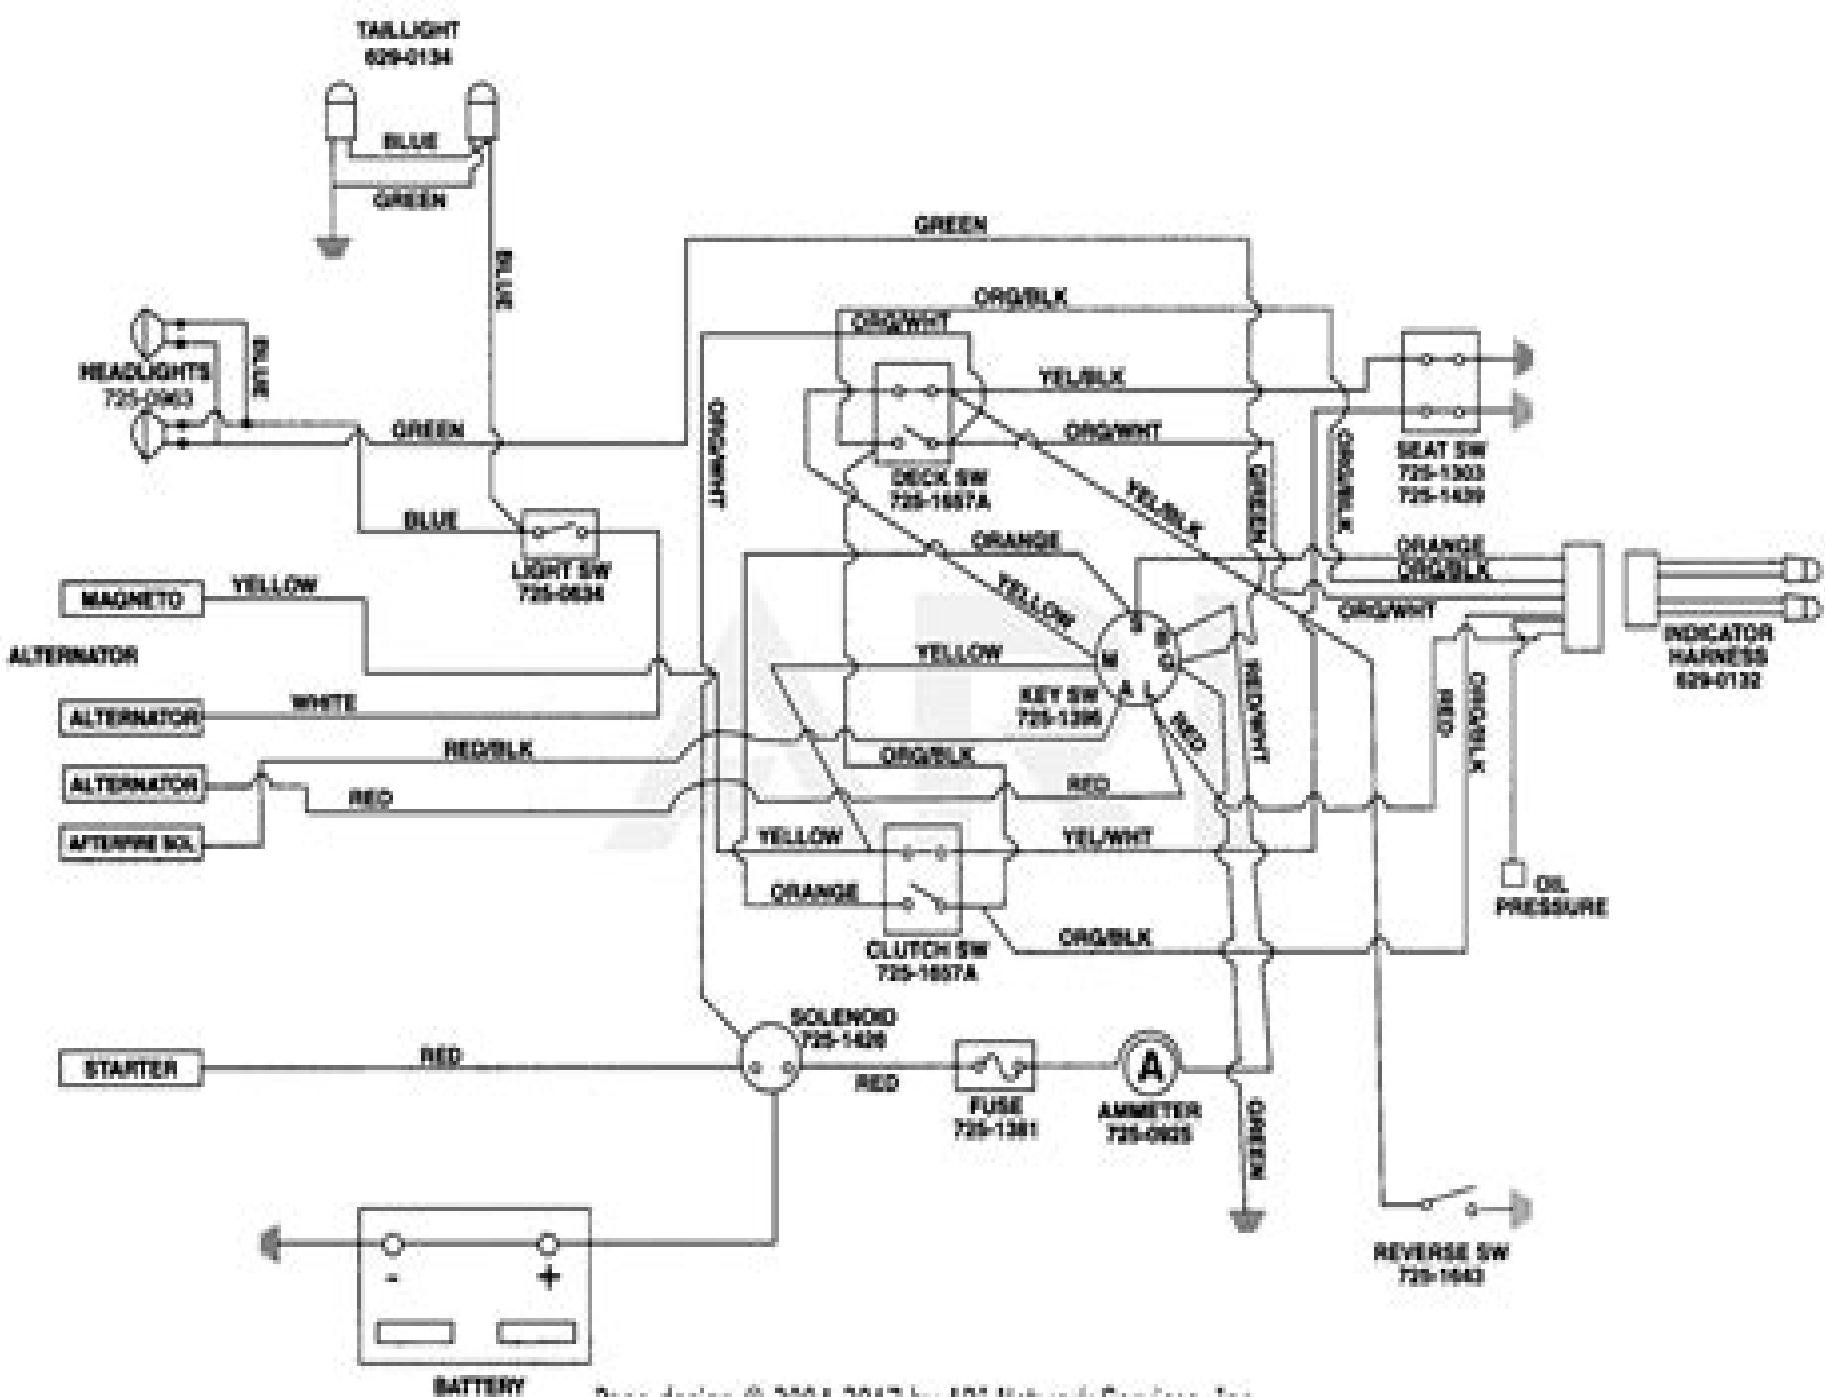 TAILLIGHT
629-0134
BLUE
GREEN
BLUE
GREEN
ORG/BLK
ORG/WHT
HEADLIGHTS
725-0963
BLUE
YEL/BLK
ORG/WHT
GREEN
ORG/WHT
DECK SW
725-1657A
SEAT SW
725-1303
725-1439
YEL/BLK
GREEN
ORG/BLK
BLUE
LIGHT SW
725-0634
ORANGE
ORANGE
ORG/BLK
ORG/WHT
INDICATOR
HARNESS
629-0132
MAGNETO
YELLOW
YELLOW
ALTERNATOR
YELLOW
M
G
A
L
KEY SW
725-1396
RED/WHT
RED
RED
ORG/BLK
ALTERNATOR
WHITE
RED/BLK
ORG/BLK
ALTERNATOR
RED
RED
AFTERFIRE SOL
YELLOW
YEL/WHT
ORANGE
OIL
PRESSURE
CLUTCH SW
725-1657A
ORG/BLK
SOLENOID
725-1426
STARTER
RED
RED
FUSE
725-1381
A
AMMETER
725-0925
GREEN
- +
REVERSE SW
725-1643
BATTERY